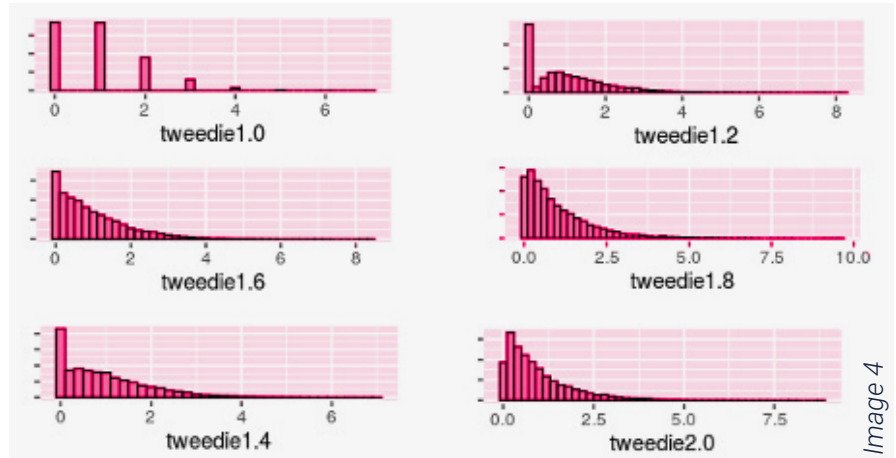 0 2 4 6
tweedie1.0
0 2 4 6 8
tweedie1.2
0 2 4 6 8
tweedie1.6
0.0 2.5 5.0 7.5 10.0
tweedie1.8
0 2 4 6
tweedie1.4
0.0 2.5 5.0 7.5
tweedie2.0
Image 4